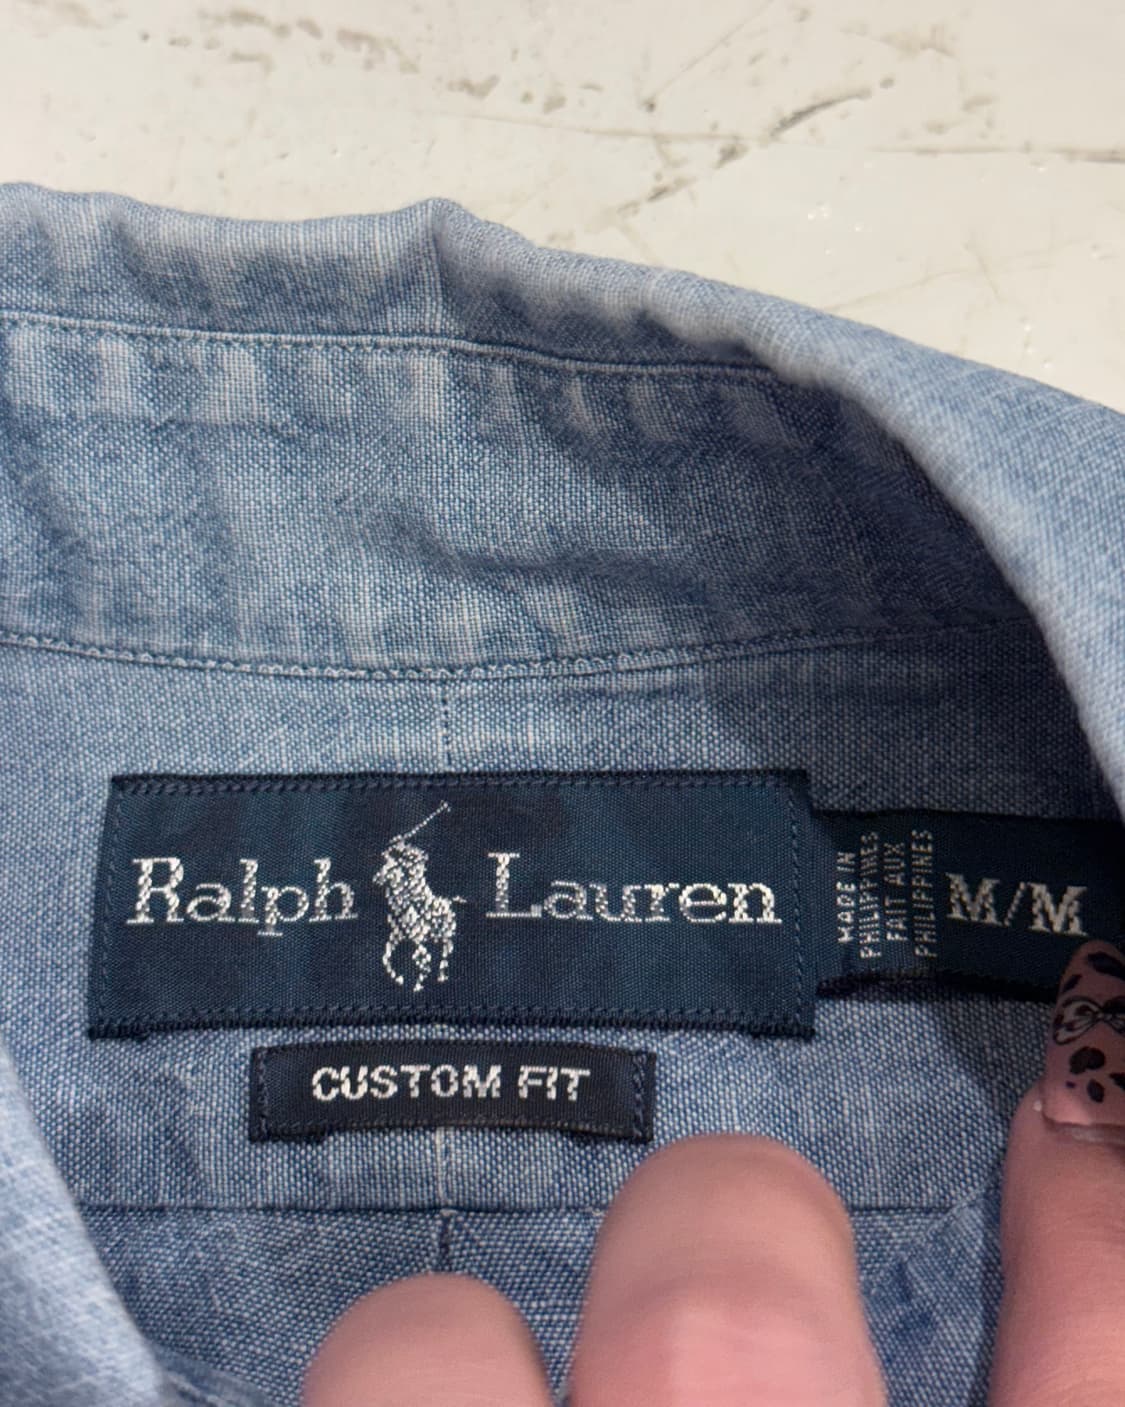 Ralph Lauren
MADE IN
PHILIPPINES
FAIT AUX
PHILIPPINES
M/M
CUSTOM FIT